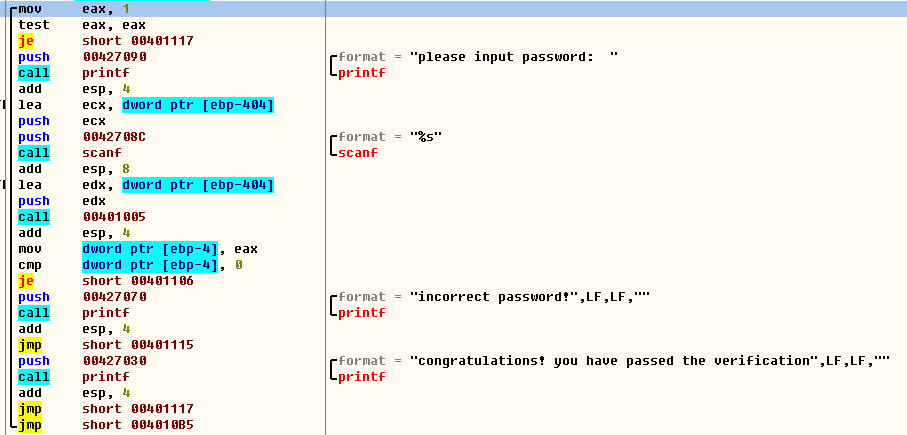 mov eax, 1
test eax, eax
je short 00401117
push 00427090 format = "please input password:  "
call printf printf
add esp, 4
lea ecx, dword ptr [ebp-404]
push ecx
push 0042708C format = "%s"
call scanf scanf
add esp, 8
lea edx, dword ptr [ebp-404]
push edx
call 00401005
add esp, 4
mov dword ptr [ebp-4], eax
cmp dword ptr [ebp-4], 0
je short 00401106
push 00427070 format = "incorrect password!",LF,LF,""
call printf printf
add esp, 4
jmp short 00401115
push 00427030 format = "congratulations! you have passed the verification",LF,LF,""
call printf printf
add esp, 4
jmp short 00401117
jmp short 004010B5